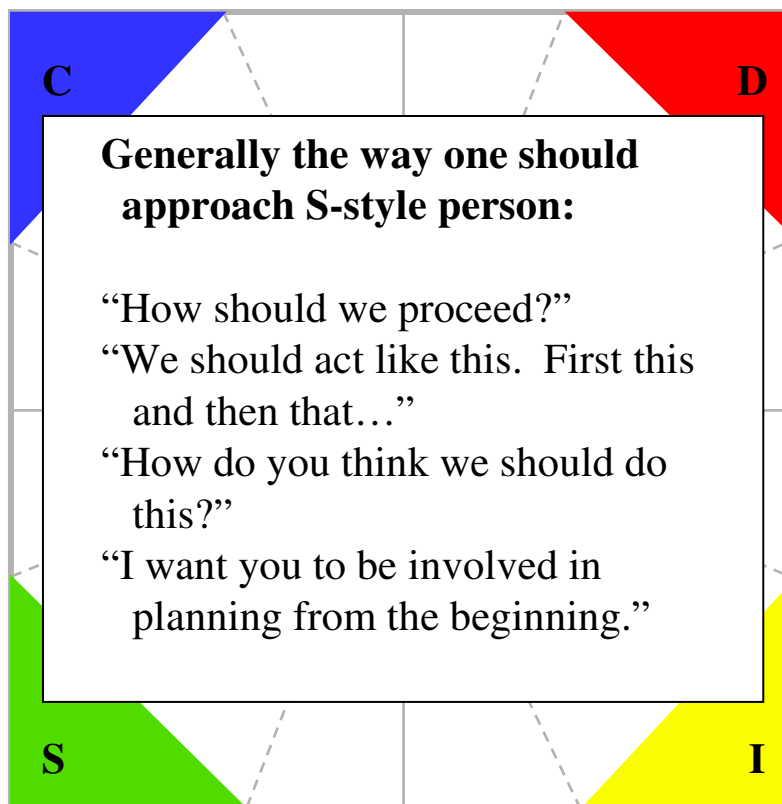 C
D
Generally the way one should
approach S-style person:
“How should we proceed?”
“We should act like this.  First this
and then that…”
“How do you think we should do
this?”
“I want you to be involved in
planning from the beginning.”
S
I